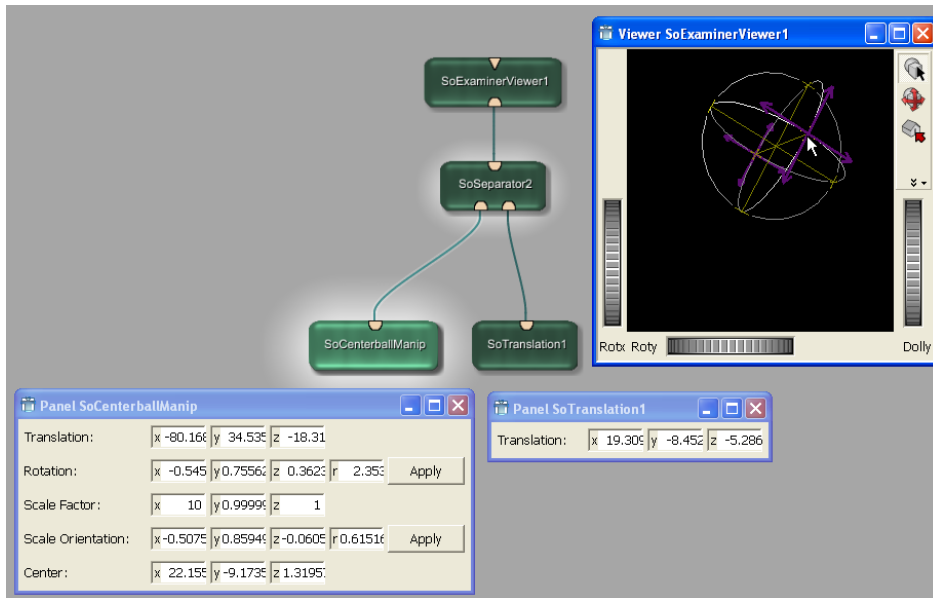 Viewer SoExaminerViewer1
SoExaminerViewer1
SoSeparator2
SoCenterballManip
SoTranslation1
Rotx Roty Dolly
Panel SoCenterballManip
Translation: x -80.168 y 34.535 z -18.31
Rotation: x -0.545 y 0.75562 z 0.3623 r 2.353 Apply
Scale Factor: x 10 y 0.99999 z 1
Scale Orientation: x -0.5075 y 0.85949 z -0.0605 r 0.61516 Apply
Center: x 22.155 y -9.1735 z 1.3195
Panel SoTranslation1
Translation: x 19.309 y -8.452 z -5.286